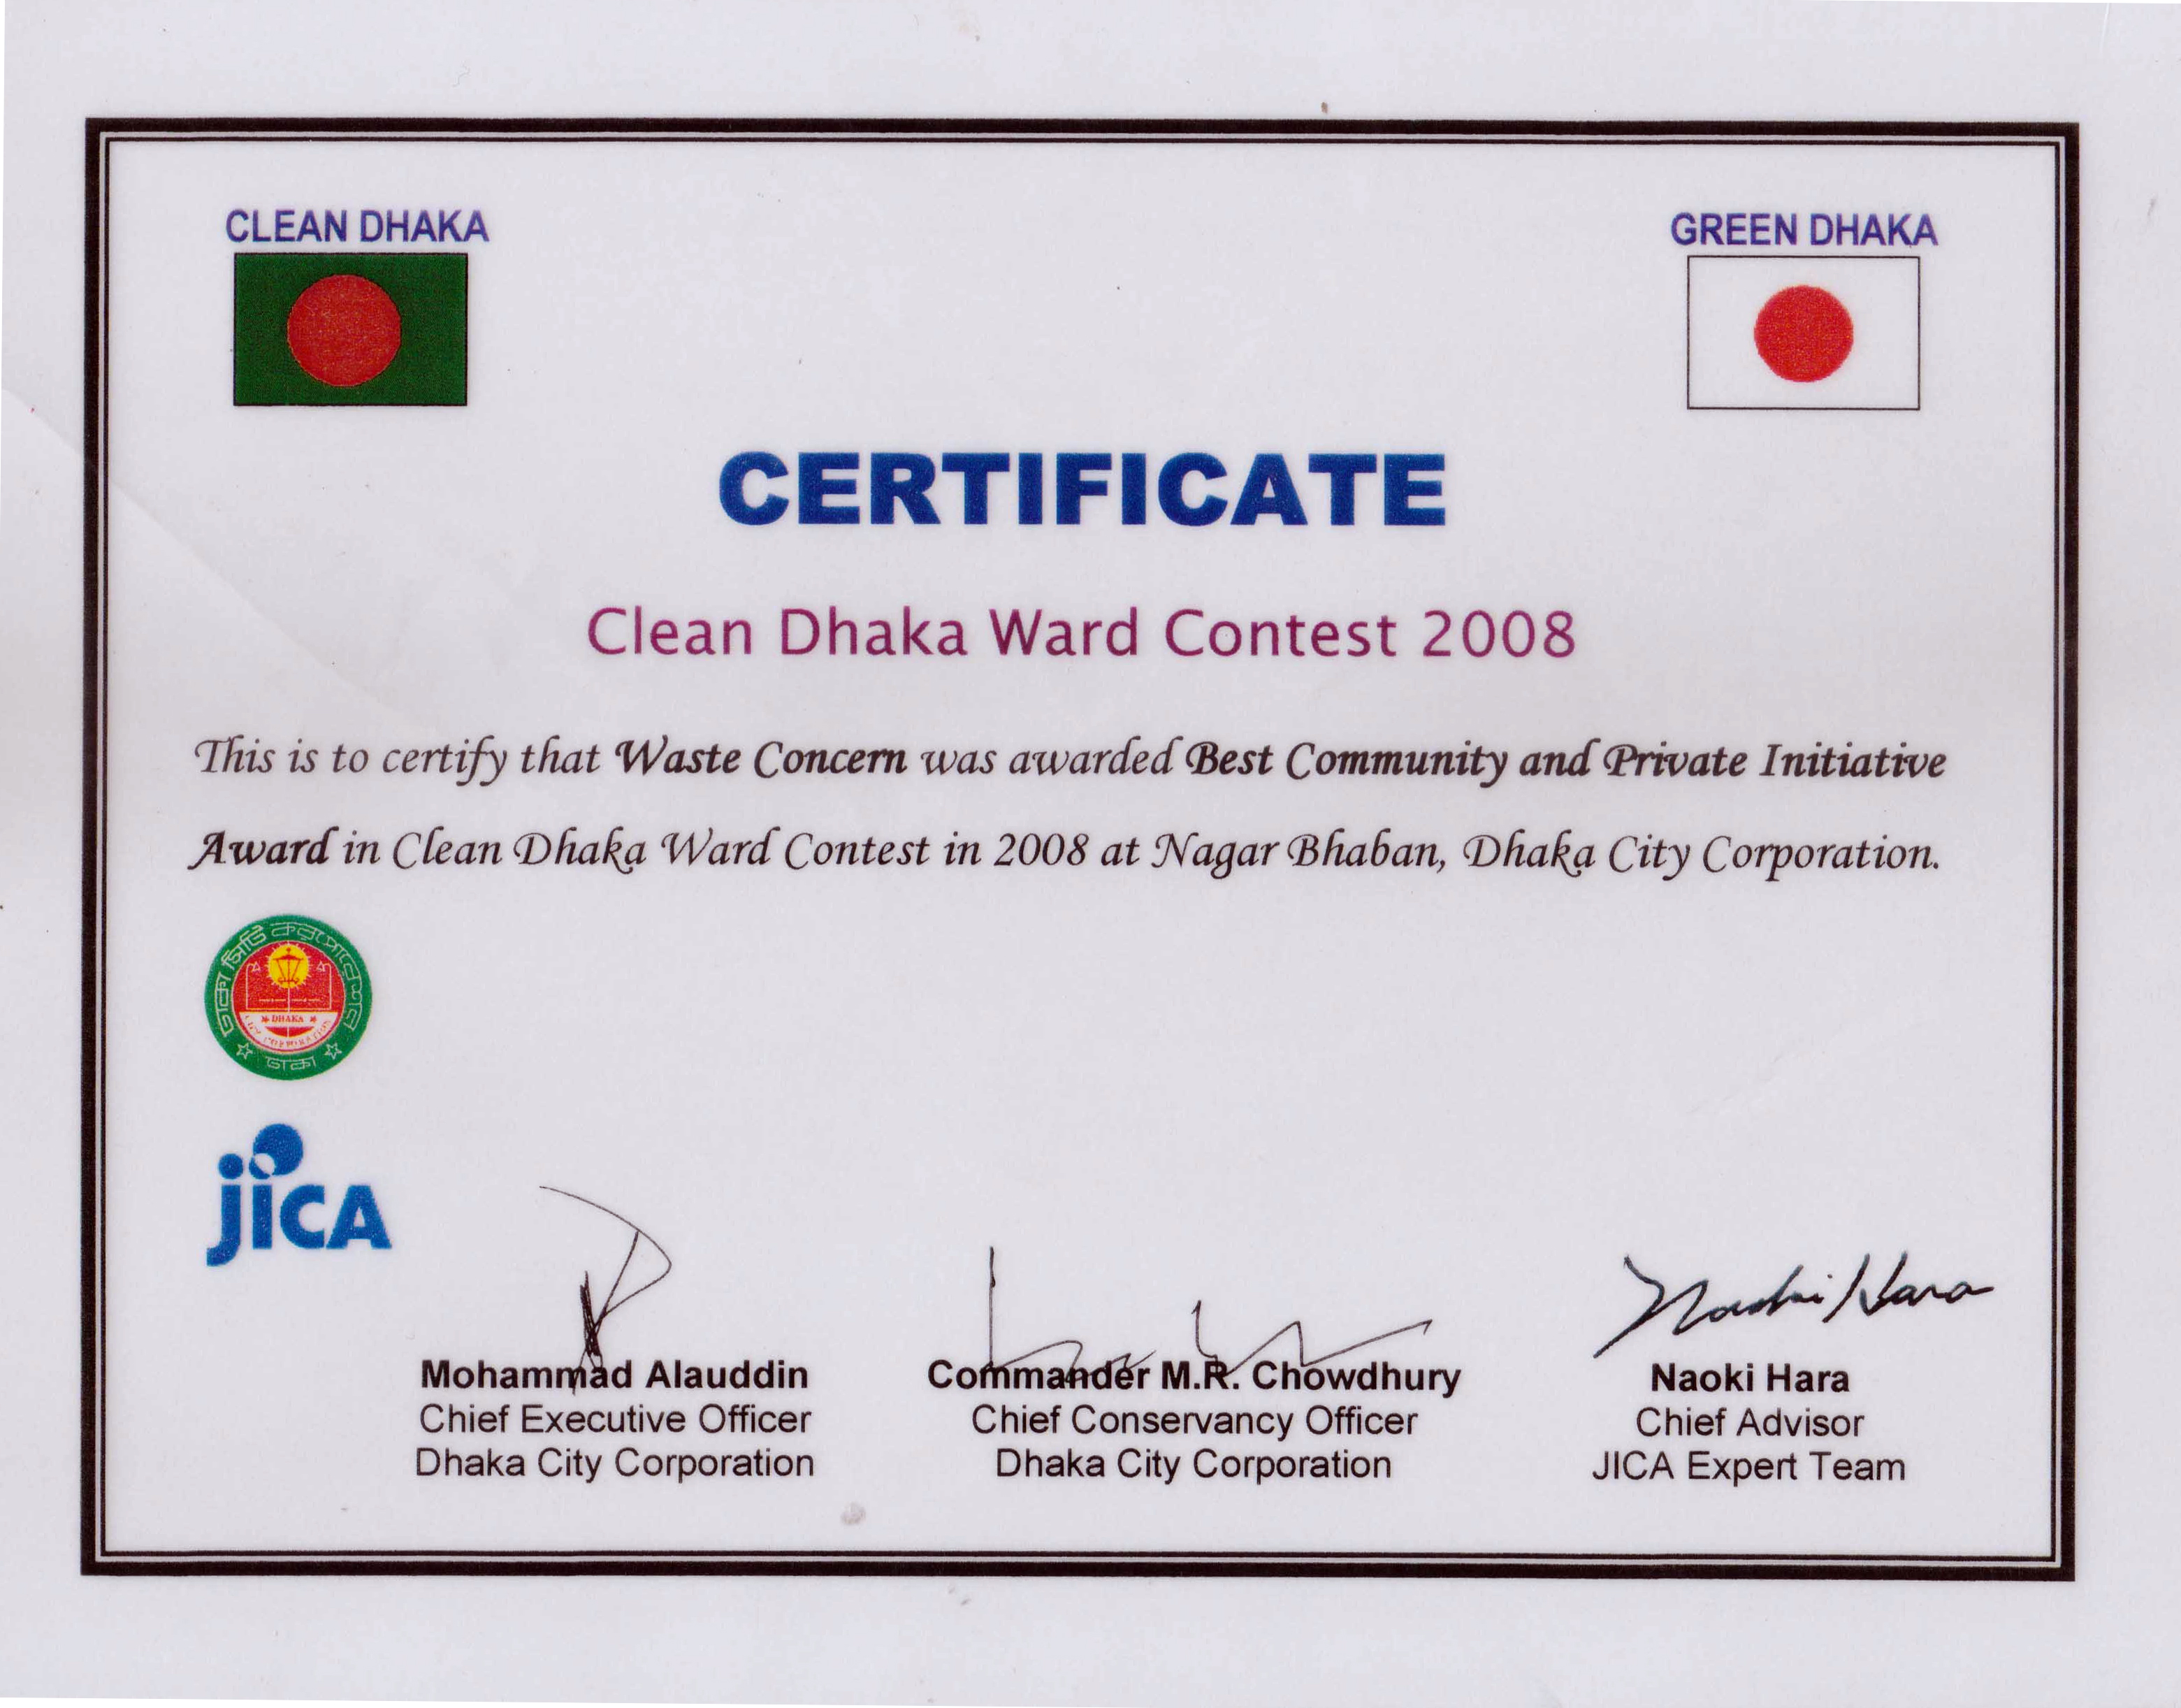 CLEAN DHAKA
GREEN DHAKA
CERTIFICATE
Clean Dhaka Ward Contest 2008
This is to certify that Waste Concern was awarded Best Community and Private Initiative
Award in Clean Dhaka Ward Contest in 2008 at Nagar Bhaban, Dhaka City Corporation.
ঢাকা সিটি কর্পোরেশন
DHAKA
CITY CORPORATION
ঢাকা
jICA
Naoki Hara
Mohammad Alauddin
Chief Executive Officer
Dhaka City Corporation
Commander M.R. Chowdhury
Chief Conservancy Officer
Dhaka City Corporation
Naoki Hara
Chief Advisor
JICA Expert Team